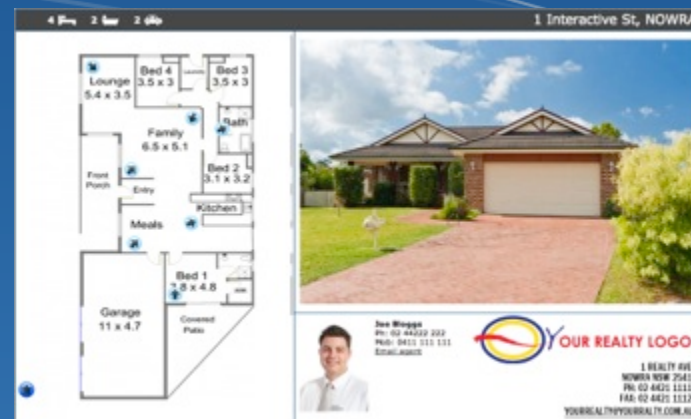 4 2 2
1 Interactive St, NOWRA
Lounge
5.4 x 3.5
Bed 4
3.5 x 3
Bed 3
3.5 x 3
Bath
Family
6.5 x 5.1
Bed 2
3.1 x 3.2
Front
Porch
Entry
Kitchen
Meals
Bed 1
x 4.8
Garage
11 x 4.7
Covered
Patio
Joe Bloggs
Ph: 02 44222 222
Mob: 0411 111 111
Email agent
YOUR REALTY LOGO
1 REALTY AVE
NOWRA NSW 2541
PH: 02 4421 1111
FAX: 02 4421 1112
YOURREALTY@YOURREALTY.COM.A